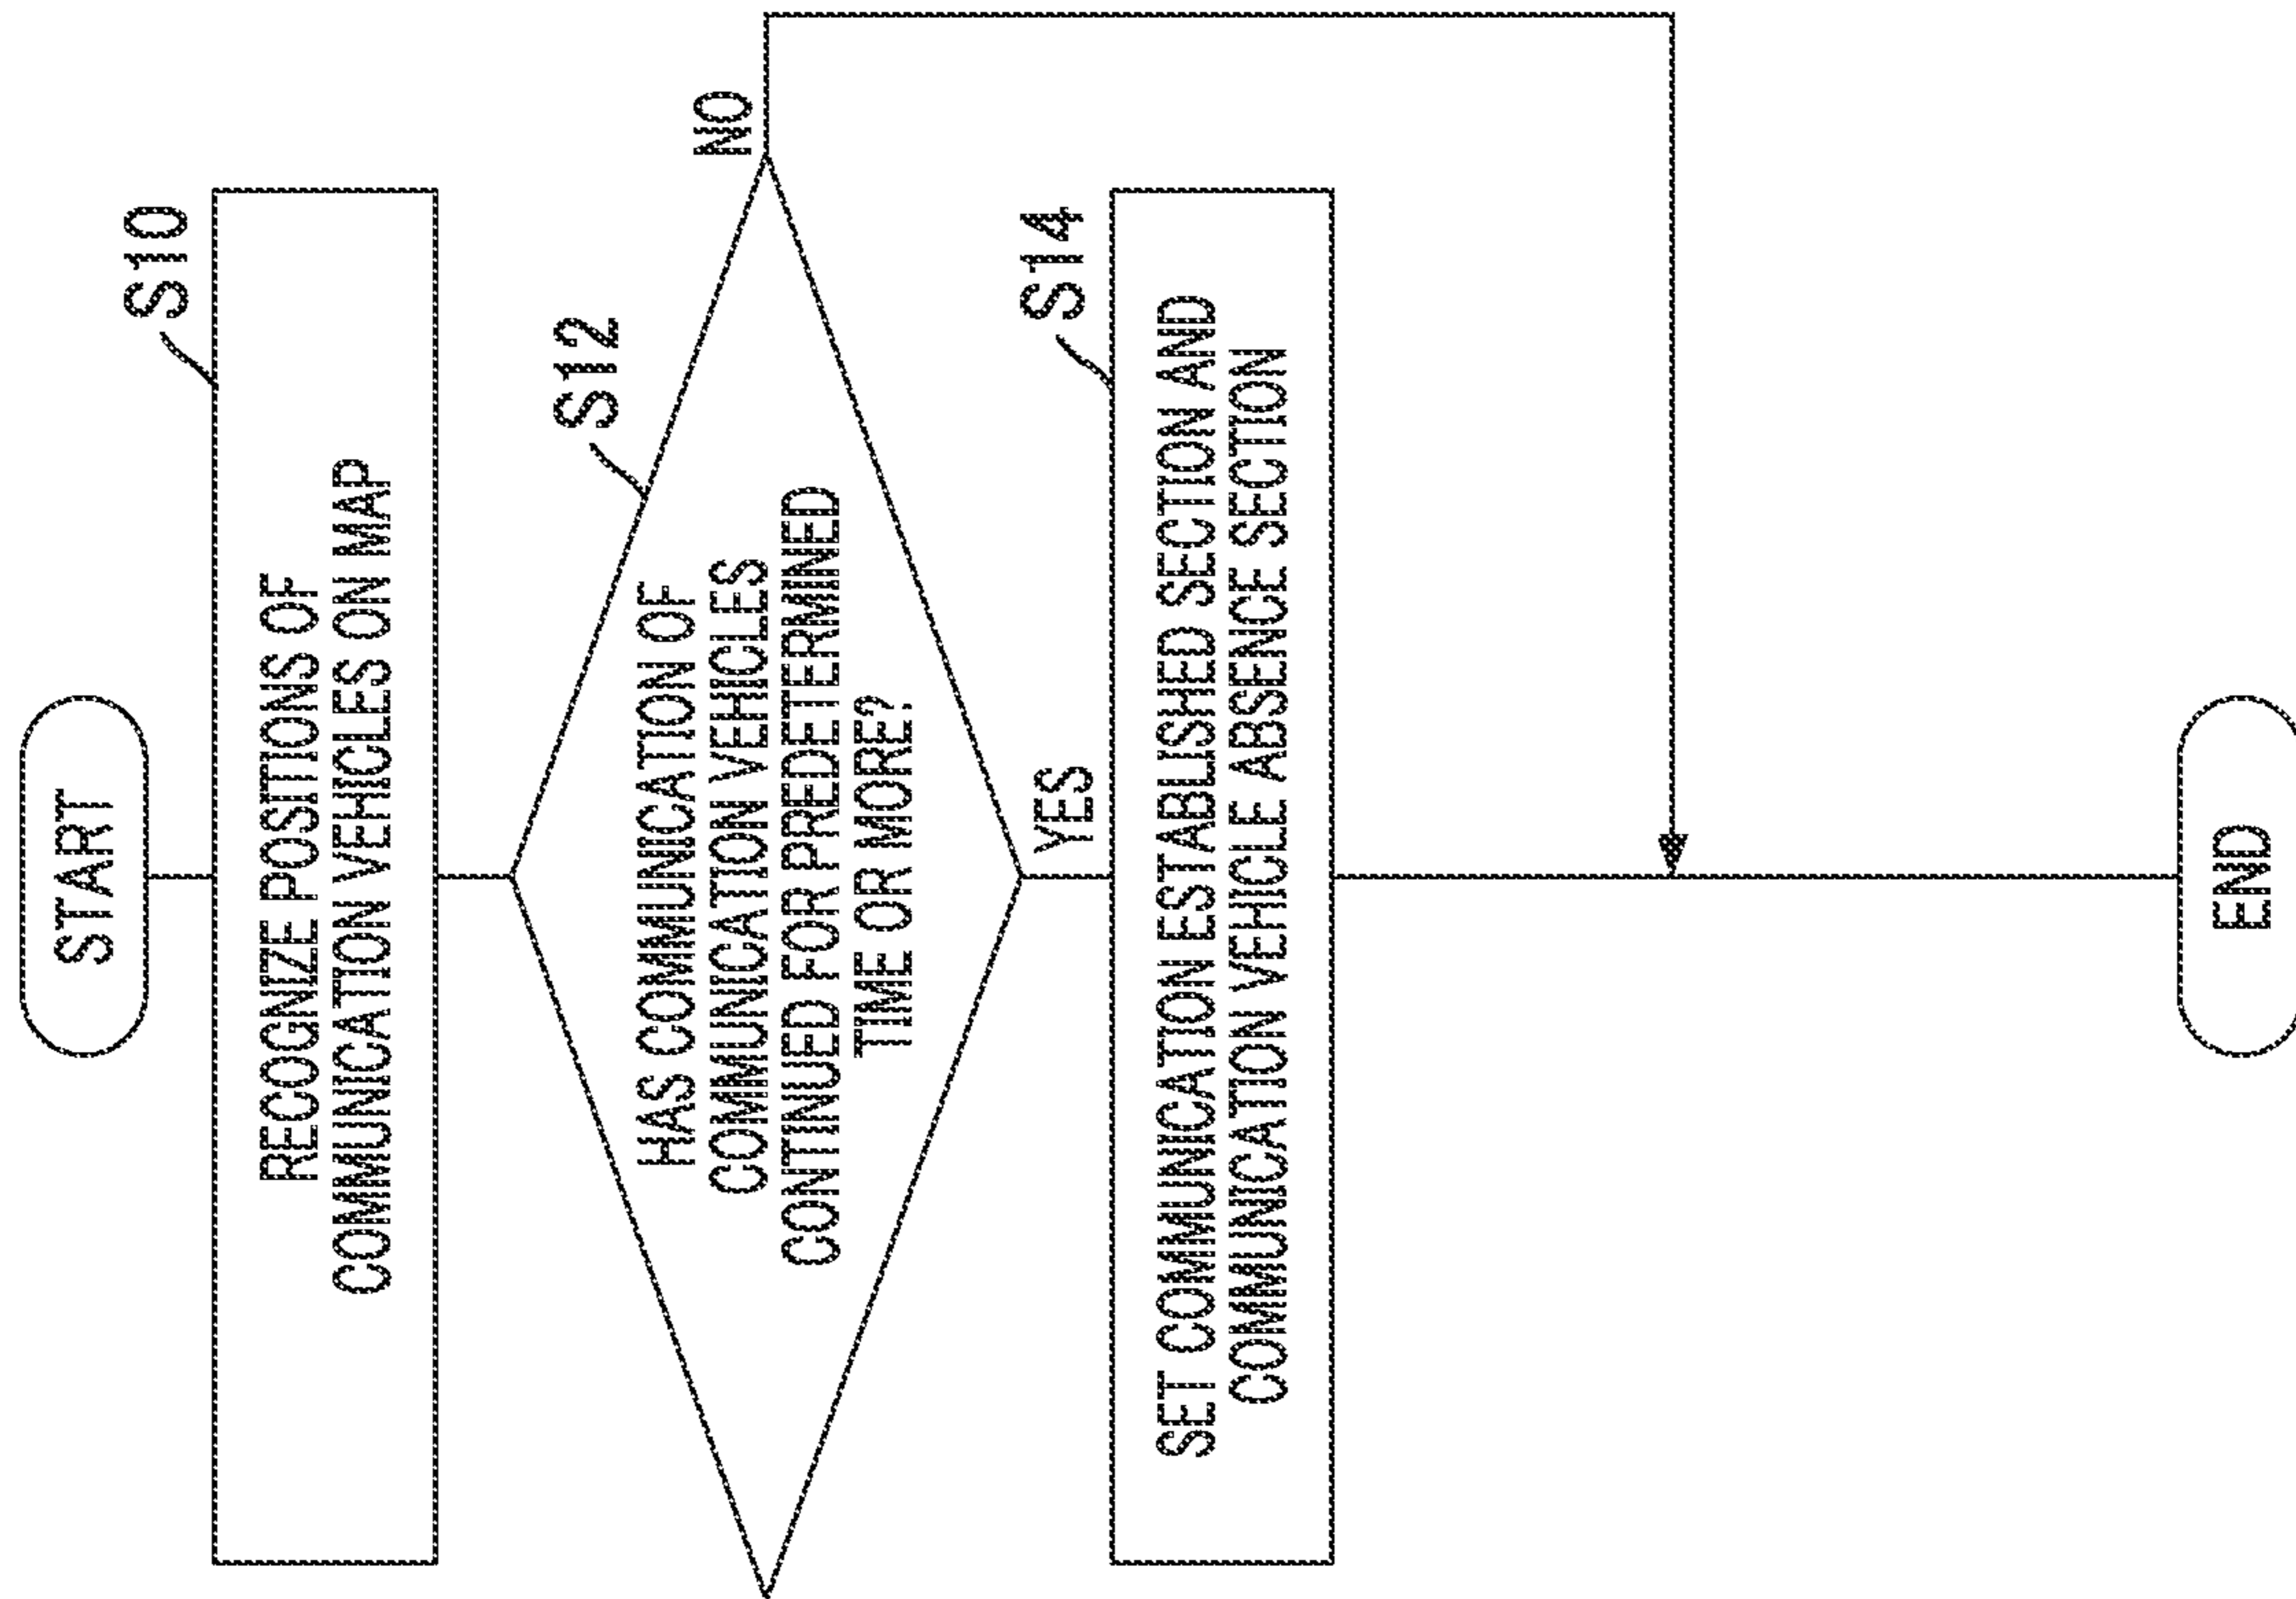 START
S10
RECOGNIZE POSITIONS OF
COMMUNICATION VEHICLES ON MAP
S12
HAS COMMUNICATION OF
COMMUNICATION VEHICLES
CONTINUED FOR PREDETERMINED
TIME OR MORE?
NO
YES
S14
SET COMMUNICATION ESTABLISHED SECTION AND
COMMUNICATION VEHICLE ABSENCE SECTION
END